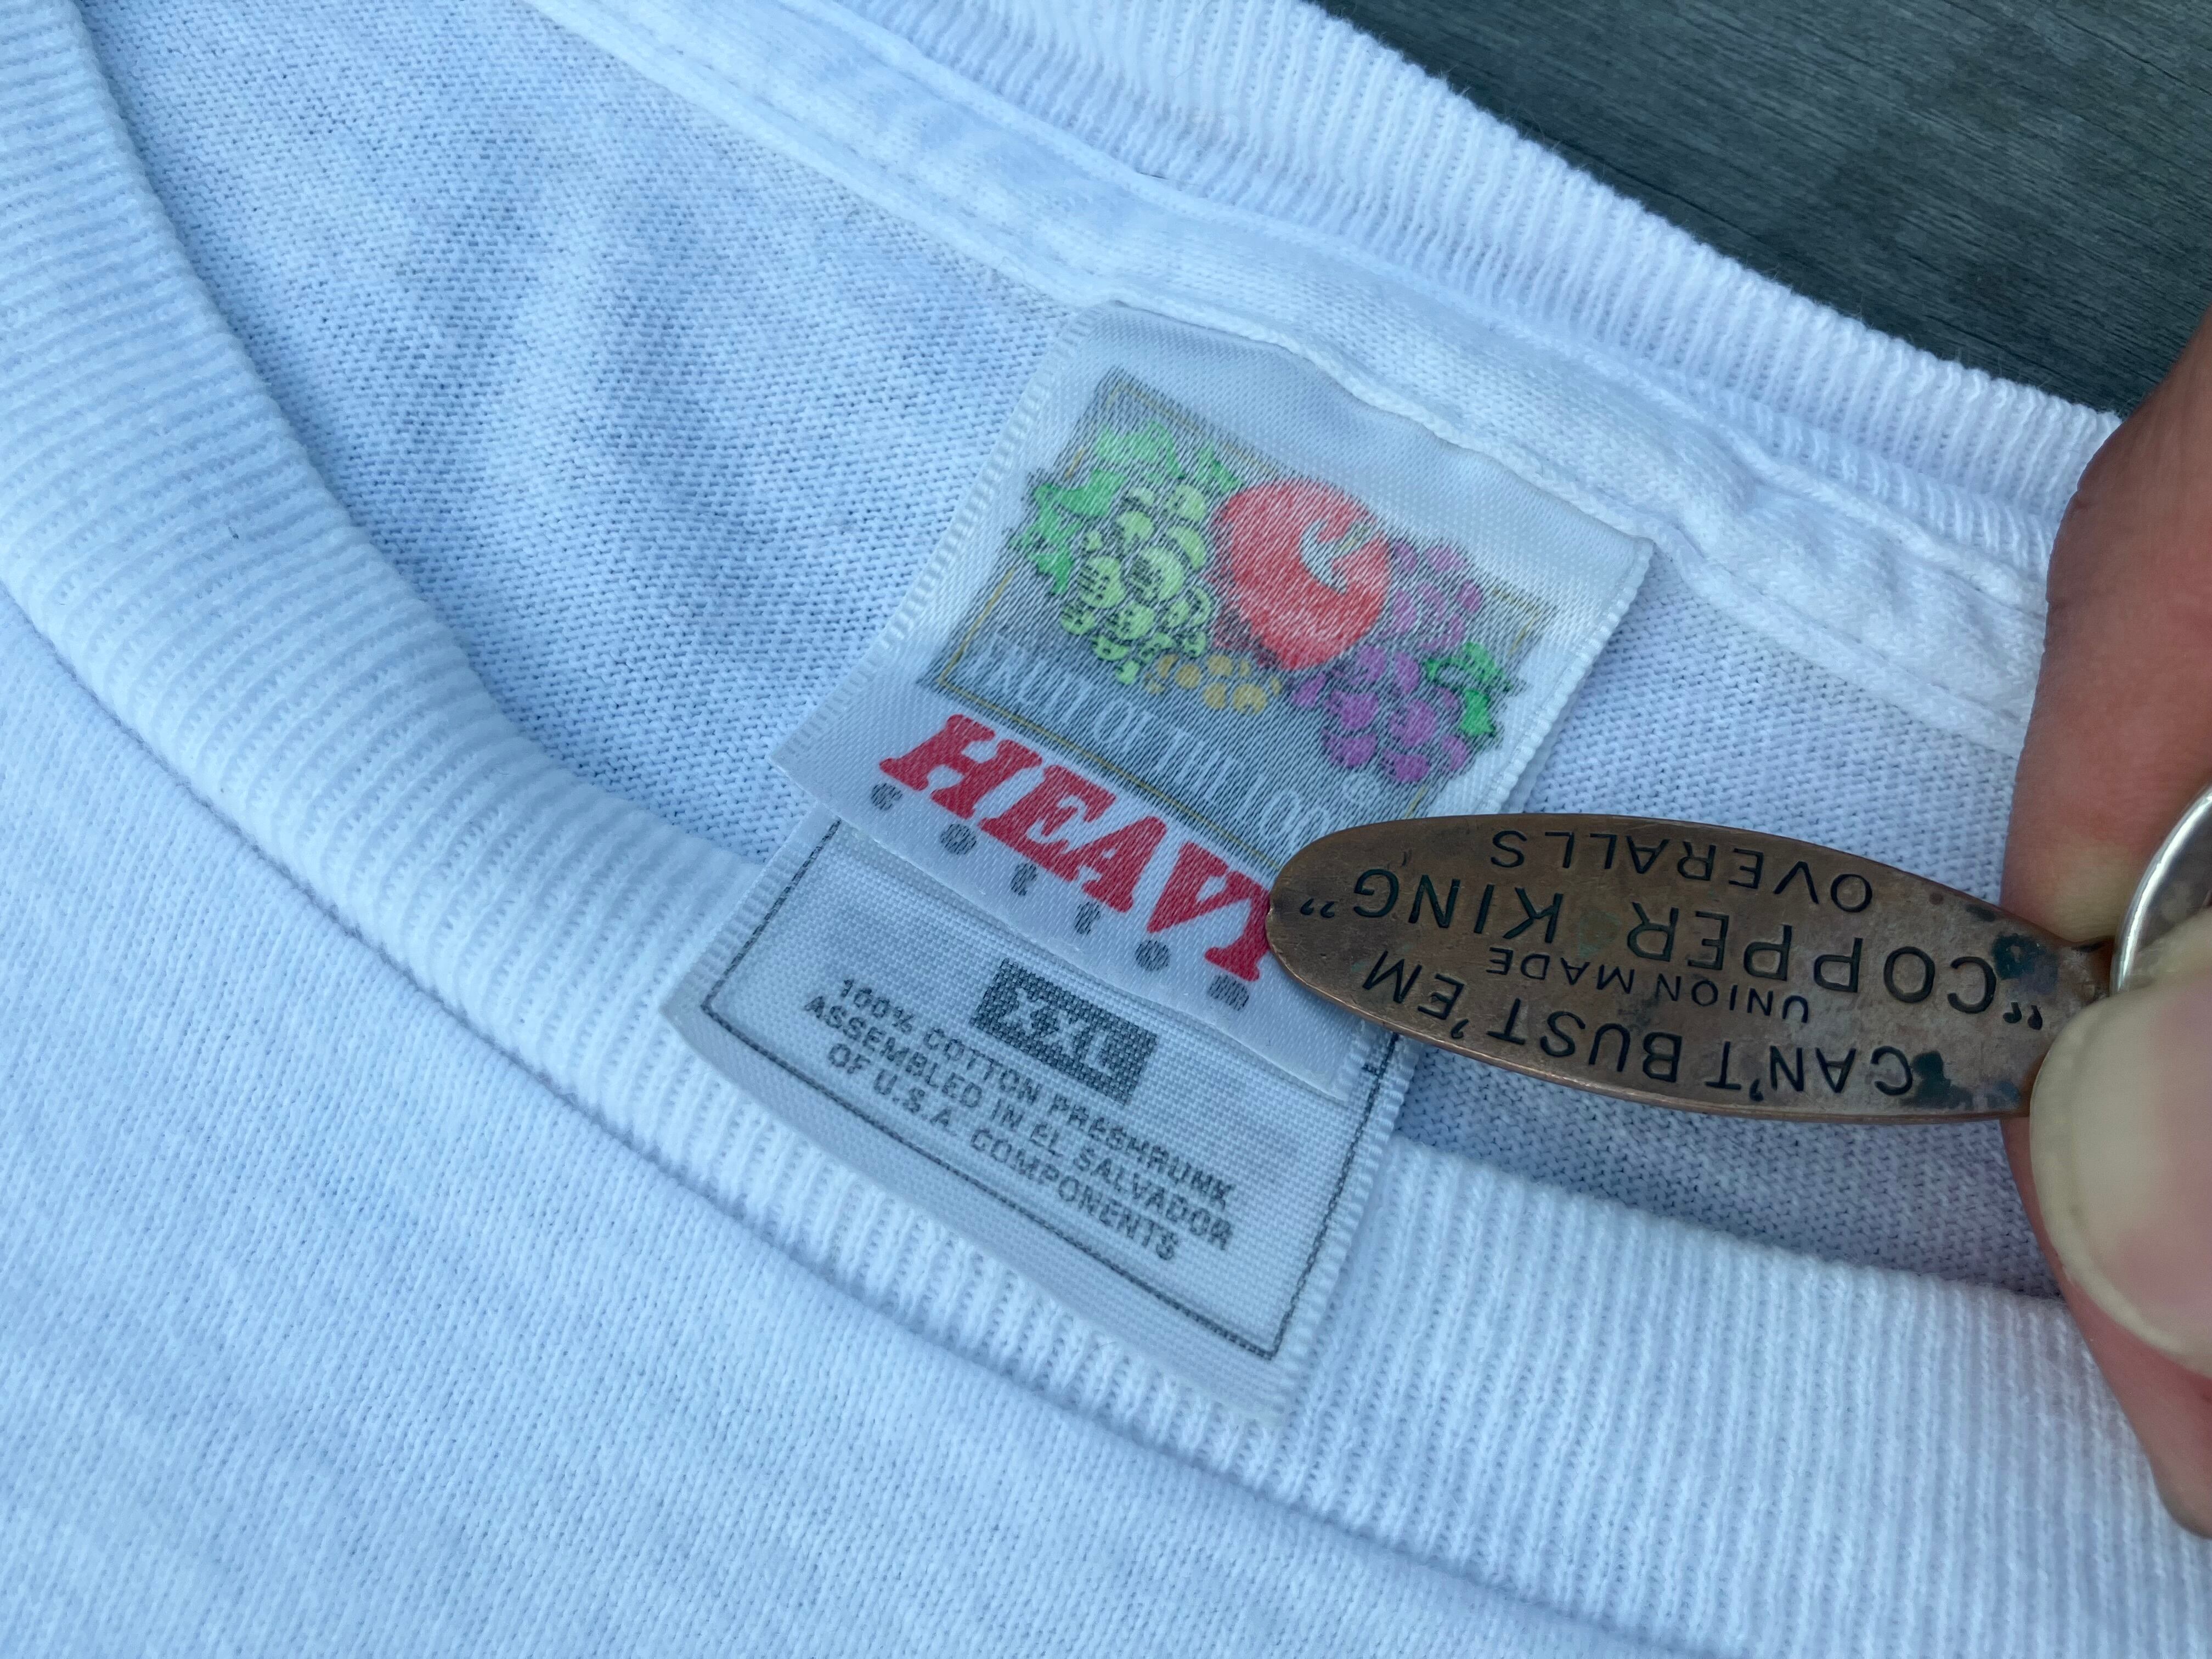 FRUIT OF THE LOOM
HEAVY
COTTON
XXL
100% COTTON PRESHRUNK
ASSEMBLED IN EL SALVADOR
OF U.S.A. COMPONENTS
CAN'T BUST 'EM
UNION MADE
"COPPER KING"
OVERALLS